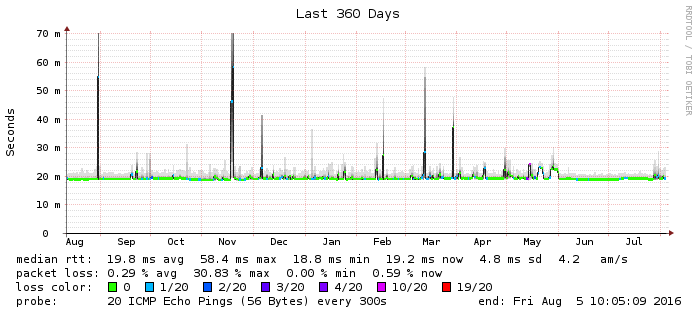 Last 360 Days
RRDTOOL / TOBI OETIKER
Seconds
70 m
60 m
50 m
40 m
30 m
20 m
10 m
0
Aug Sep Oct Nov Dec Jan Feb Mar Apr May Jun Jul
median rtt: 19.8 ms avg 58.4 ms max 18.8 ms min 19.2 ms now 4.8 ms sd 4.2 am/s
packet loss: 0.29 % avg 30.83 % max 0.00 % min 0.59 % now
loss color: 0 1/20 2/20 3/20 4/20 10/20 19/20
probe: 20 ICMP Echo Pings (56 Bytes) every 300s end: Fri Aug 5 10:05:09 2016